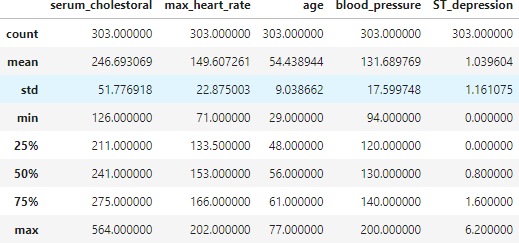 serum_cholestoral max_heart_rate age blood_pressure ST_depression
count 303.000000 303.000000 303.000000 303.000000 303.000000
mean 246.693069 149.607261 54.438944 131.689769 1.039604
std 51.776918 22.875003 9.038662 17.599748 1.161075
min 126.000000 71.000000 29.000000 94.000000 0.000000
25% 211.000000 133.500000 48.000000 120.000000 0.000000
50% 241.000000 153.000000 56.000000 130.000000 0.800000
75% 275.000000 166.000000 61.000000 140.000000 1.600000
max 564.000000 202.000000 77.000000 200.000000 6.200000